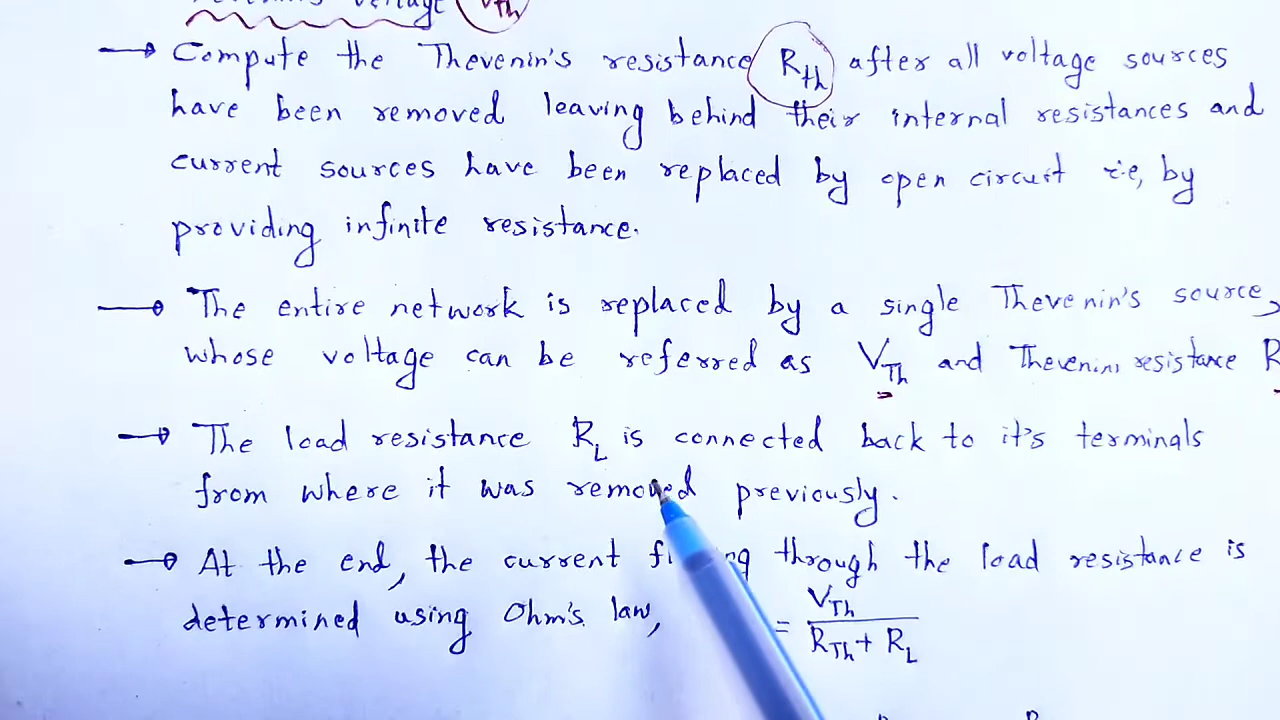 voltage Vth
→ Compute the Thevenin's resistance Rth after all voltage sources
have been removed leaving behind their internal resistances and
current sources have been replaced by open circuit i.e, by
providing infinite resistance.
→ The entire network is replaced by a single Thevenin's source,
whose voltage can be referred as VTh and Thevenins resistance R
→ The load resistance RL is connected back to it's terminals
from where it was removed previously.
→ At the end, the current through the load resistance is
determined using Ohm's law, = VTh
RTh + RL